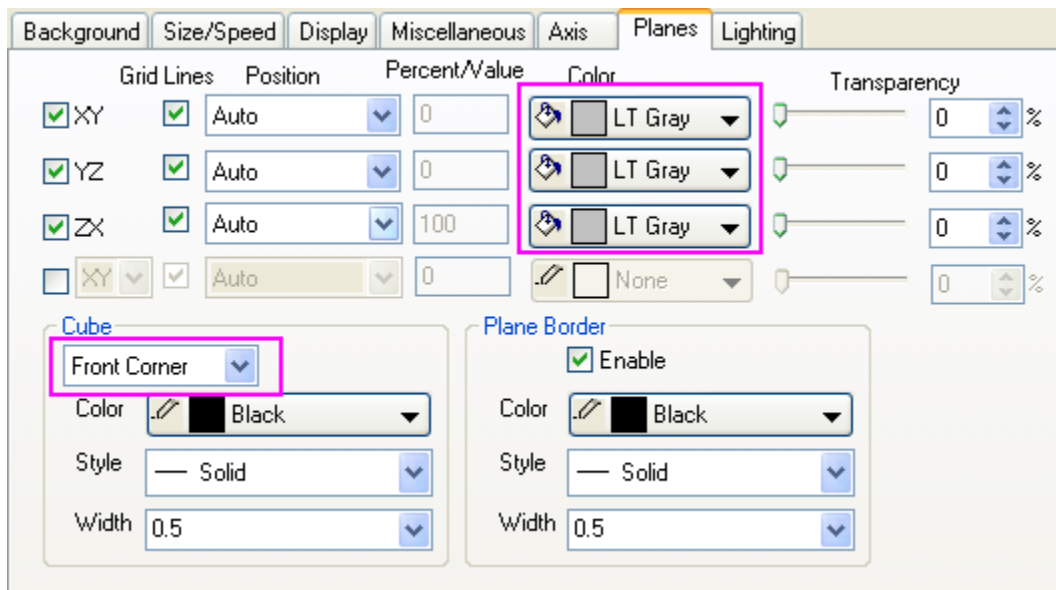 Background Size/Speed Display Miscellaneous Axis Planes Lighting
Grid Lines Position Percent/Value Color Transparency
XY Auto 0 LT Gray 0 %
YZ Auto 0 LT Gray 0 %
ZX Auto 100 LT Gray 0 %
XY Auto 0 None 0 %
Cube Plane Border
Front Corner Enable
Color Black Color Black
Style Solid Style Solid
Width 0.5 Width 0.5